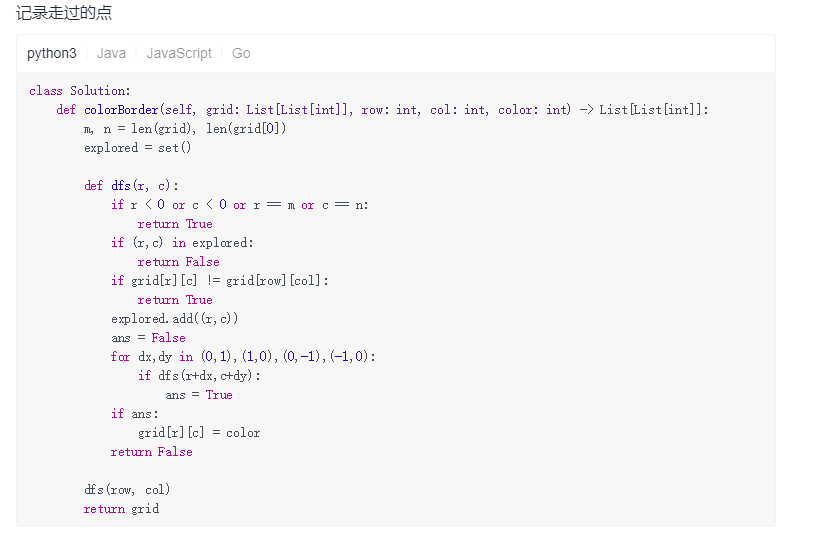 记录走过的点
python3 Java JavaScript Go
class Solution:
    def colorBorder(self, grid: List[List[int]], row: int, col: int, color: int) -> List[List[int]]:
        m, n = len(grid), len(grid[0])
        explored = set()
        def dfs(r, c):
            if r < 0 or c < 0 or r == m or c == n:
                return True
            if (r,c) in explored:
                return False
            if grid[r][c] != grid[row][col]:
                return True
            explored.add((r,c))
            ans = False
            for dx,dy in (0,1),(1,0),(0,-1),(-1,0):
                if dfs(r+dx,c+dy):
                    ans = True
            if ans:
                grid[r][c] = color
            return False
        dfs(row, col)
        return grid